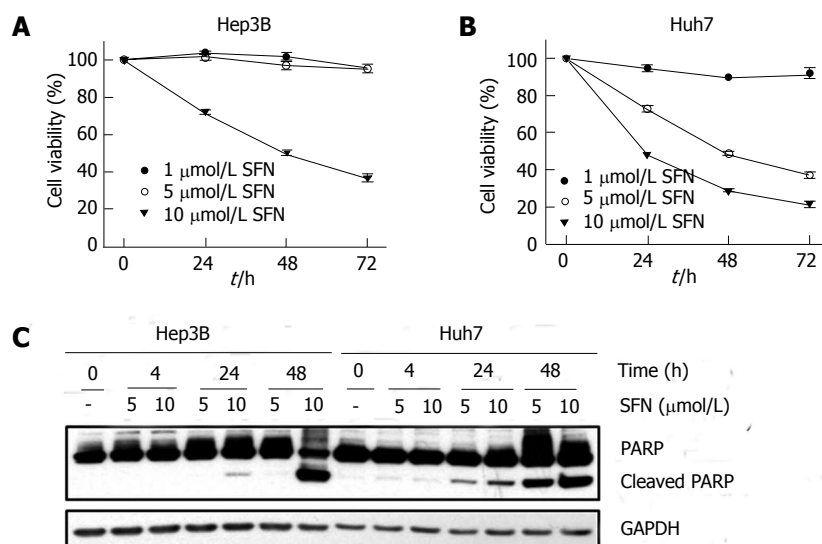 A
Hep3B
Cell viability (%)
100
80
60
40
20
0
1 μmol/L SFN
5 μmol/L SFN
10 μmol/L SFN
0 24 48 72
t/h
B
Huh7
Cell viability (%)
100
80
60
40
20
0
1 μmol/L SFN
5 μmol/L SFN
10 μmol/L SFN
0 24 48 72
t/h
C
Hep3B Huh7
0 4 24 48 0 4 24 48 Time (h)
- 5 10 5 10 5 10 - 5 10 5 10 5 10 SFN (μmol/L)
PARP
Cleaved PARP
GAPDH